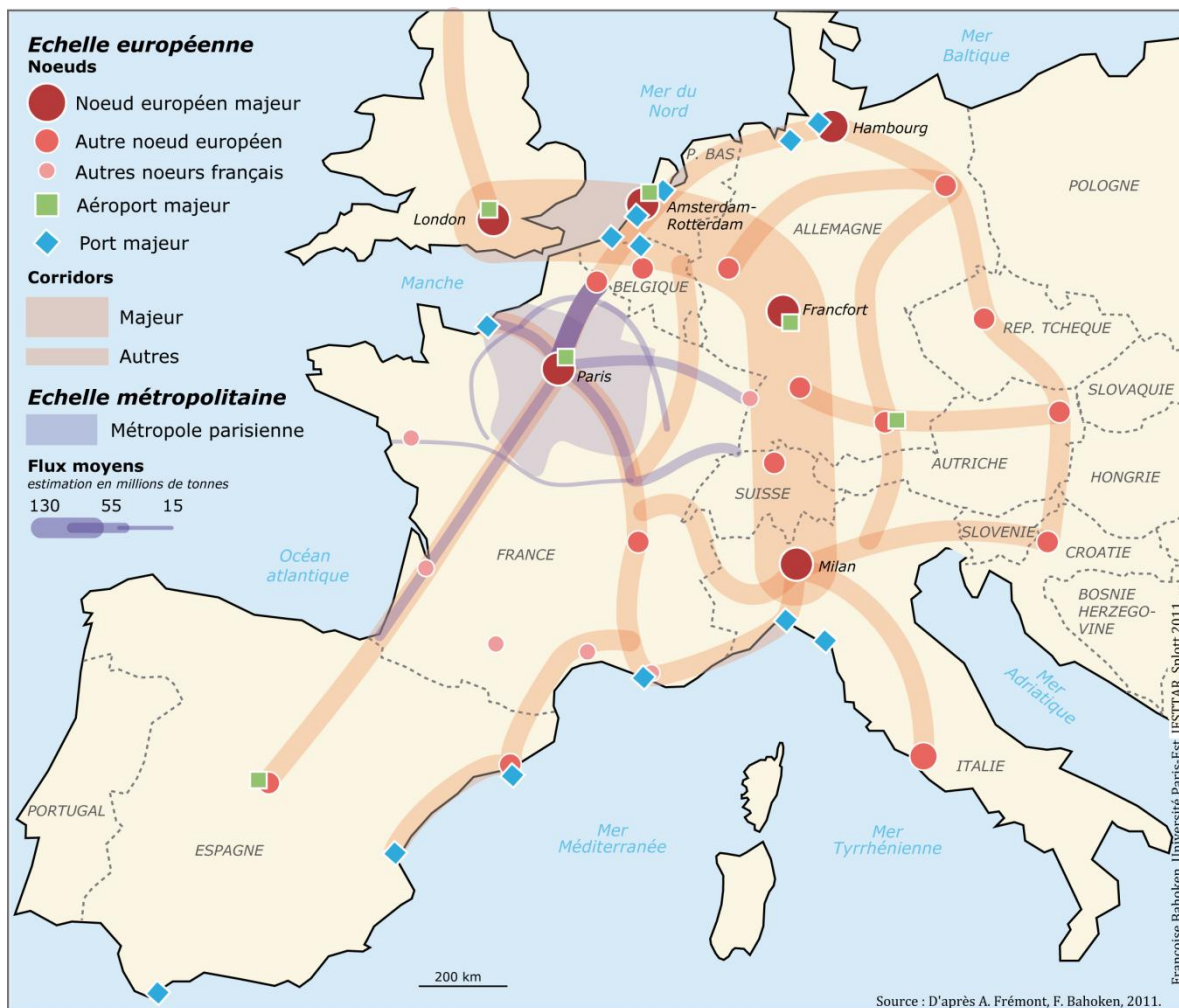 Echelle européenne
Noeuds
Noeud européen majeur
Autre noeud européen
Autres noeurs français
Aéroport majeur
Port majeur
Corridors
Majeur
Autres
Echelle métropolitaine
Métropole parisienne
Flux moyens
estimation en millions de tonnes
130 55 15
Mer
Baltique
Mer du
Nord
Hambourg
P. BAS
POLOGNE
London
Amsterdam-
Rotterdam
ALLEMAGNE
Manche
BELGIQUE
Francfort
REP. TCHEQUE
Paris
SLOVAQUIE
AUTRICHE
HONGRIE
SUISSE
SLOVENIE
CROATIE
Océan
atlantique
FRANCE
Milan
BOSNIE
HERZEGO-
VINE
Mer
Adriatique
ITALIE
PORTUGAL
ESPAGNE
Mer
Méditerranée
Mer
Tyrrhénienne
200 km
Françoise Bahoken, Université Paris-Est, IFSTTAR, Splott 2011
Source : D'après A. Frémont, F. Bahoken, 2011.